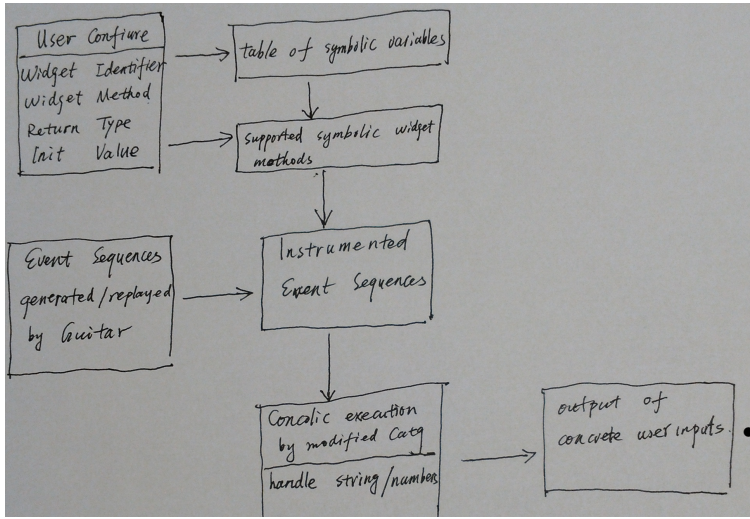 User Confiure
Widget Identifier
Widget Method
Return Type
Init Value
table of symbolic variables
supported symbolic widget
methods
Event Sequences
generated/replayed
by Guitar
Instrumented
Event Sequences
Concolic execution
by modified Catg
handle string/numbers
output of
concrete user inputs.